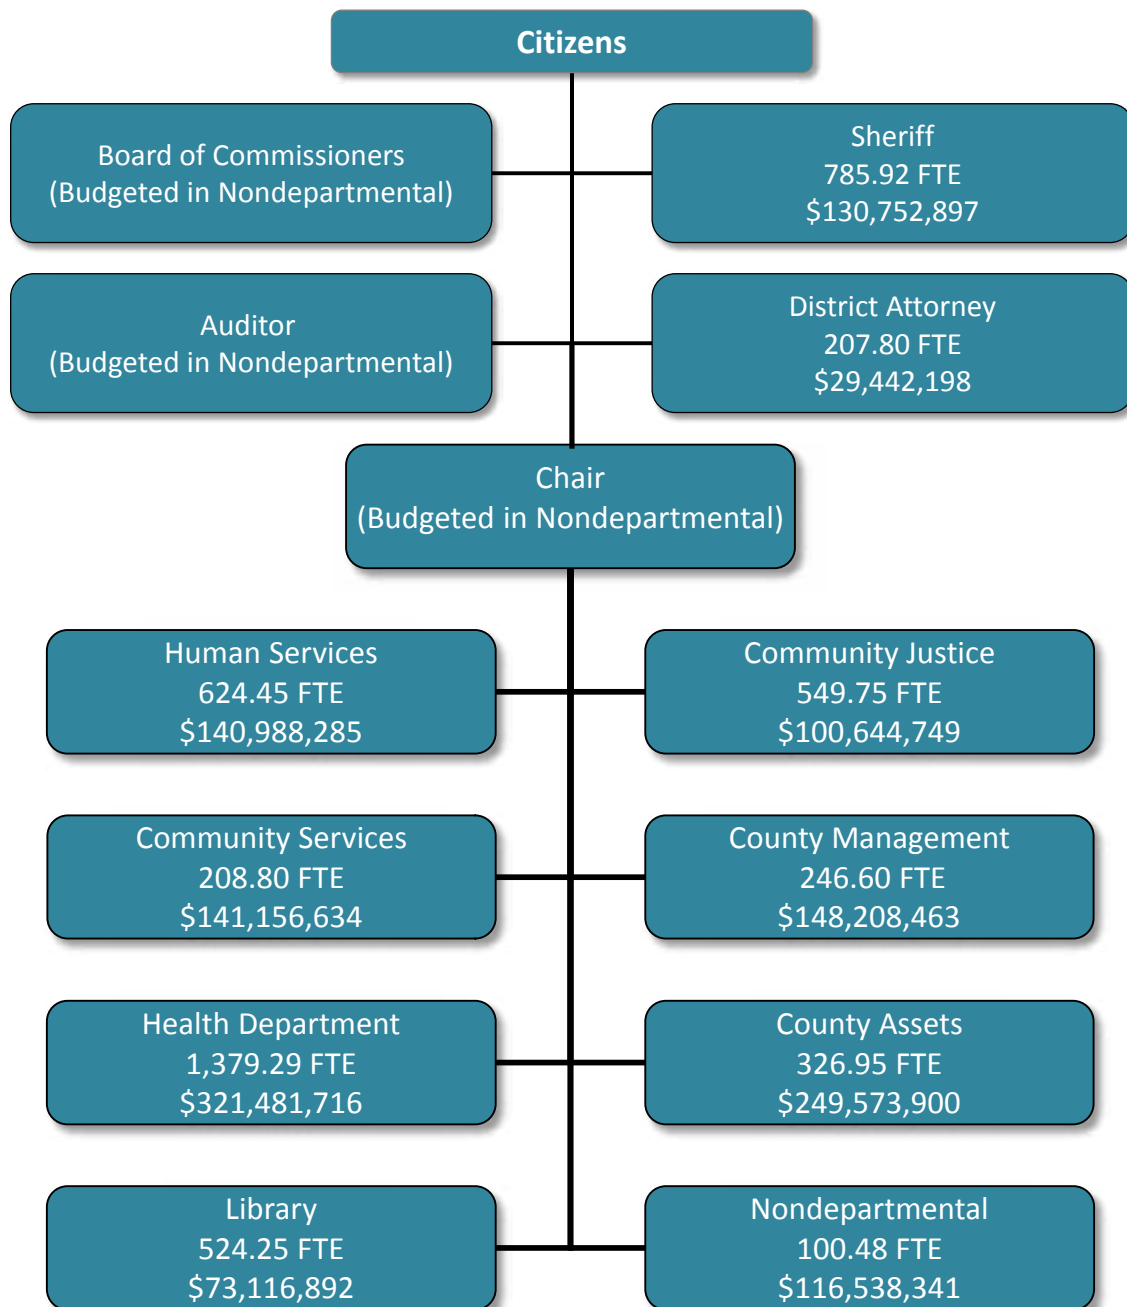 Citizens
Board of Commissioners
(Budgeted in Nondepartmental)
Sheriff
785.92 FTE
$130,752,897
Auditor
(Budgeted in Nondepartmental)
District Attorney
207.80 FTE
$29,442,198
Chair
(Budgeted in Nondepartmental)
Human Services
624.45 FTE
$140,988,285
Community Justice
549.75 FTE
$100,644,749
Community Services
208.80 FTE
$141,156,634
County Management
246.60 FTE
$148,208,463
Health Department
1,379.29 FTE
$321,481,716
County Assets
326.95 FTE
$249,573,900
Library
524.25 FTE
$73,116,892
Nondepartmental
100.48 FTE
$116,538,341